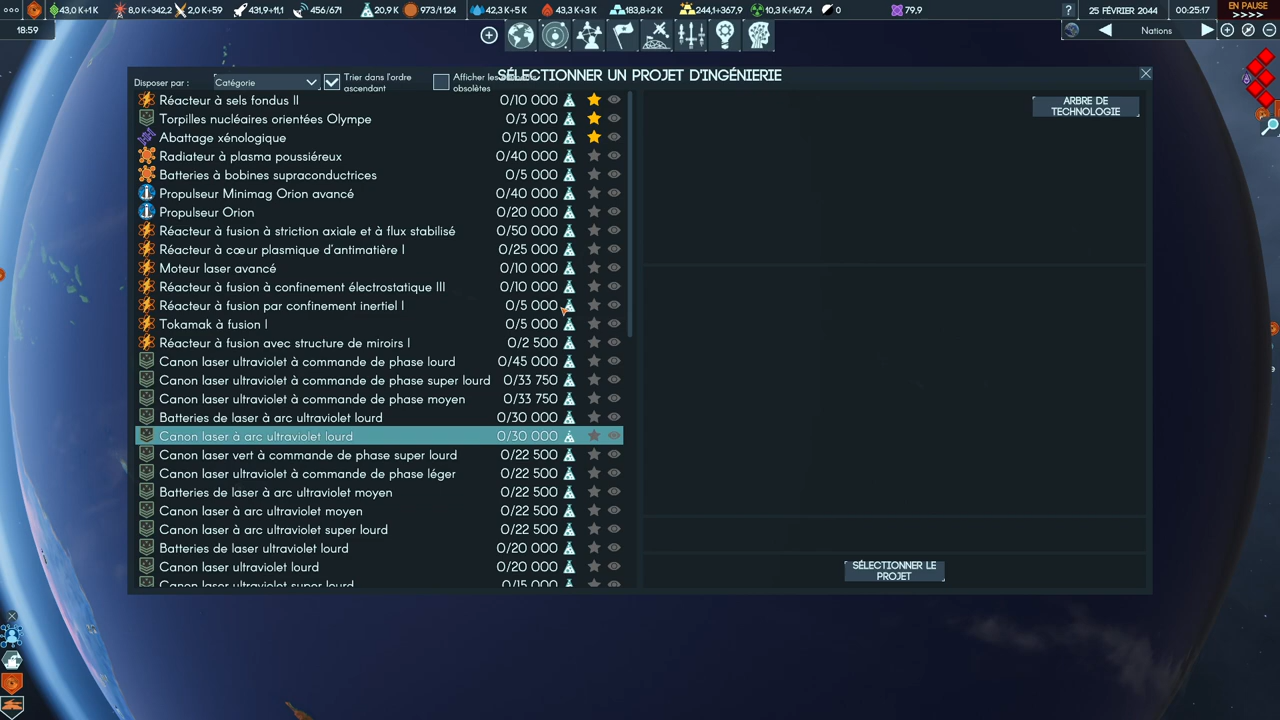 43,0 K+1K 8,0 K+342,2 2,0 K+59 431,9+11,1 456/671 20,9 K 973/1 124 42,3 K+5 K 43,3 K+3 K 183,8+2 K 244,1+367,9 10,3 K+167,4 0 79,9 ? 25 FÉVRIER 2044 00:25:17 EN PAUSE
>>>>
18:59
Nations
SÉLECTIONNER UN PROJET D'INGÉNIERIE
Disposer par : Catégorie Trier dans l'ordre ascendant Afficher les obsolètes
ARBRE DE
TECHNOLOGIE
Réacteur à sels fondus II 0/10 000
Torpilles nucléaires orientées Olympe 0/3 000
Abattage xénologique 0/15 000
Radiateur à plasma poussiéreux 0/40 000
Batteries à bobines supraconductrices 0/5 000
Propulseur Minimag Orion avancé 0/40 000
Propulseur Orion 0/20 000
Réacteur à fusion à striction axiale et à flux stabilisé 0/50 000
Réacteur à cœur plasmique d'antimatière I 0/25 000
Moteur laser avancé 0/10 000
Réacteur à fusion à confinement électrostatique III 0/10 000
Réacteur à fusion par confinement inertiel I 0/5 000
Tokamak à fusion I 0/5 000
Réacteur à fusion avec structure de miroirs I 0/2 500
Canon laser ultraviolet à commande de phase lourd 0/45 000
Canon laser ultraviolet à commande de phase super lourd 0/33 750
Canon laser ultraviolet à commande de phase moyen 0/33 750
Batteries de laser à arc ultraviolet lourd 0/30 000
Canon laser à arc ultraviolet lourd 0/30 000
Canon laser vert à commande de phase super lourd 0/22 500
Canon laser ultraviolet à commande de phase léger 0/22 500
Batteries de laser à arc ultraviolet moyen 0/22 500
Canon laser à arc ultraviolet moyen 0/22 500
Canon laser à arc ultraviolet super lourd 0/22 500
Batteries de laser ultraviolet lourd 0/20 000
Canon laser ultraviolet lourd 0/20 000
Canon laser ultraviolet super lourd 0/15 000
SÉLECTIONNER LE
PROJET